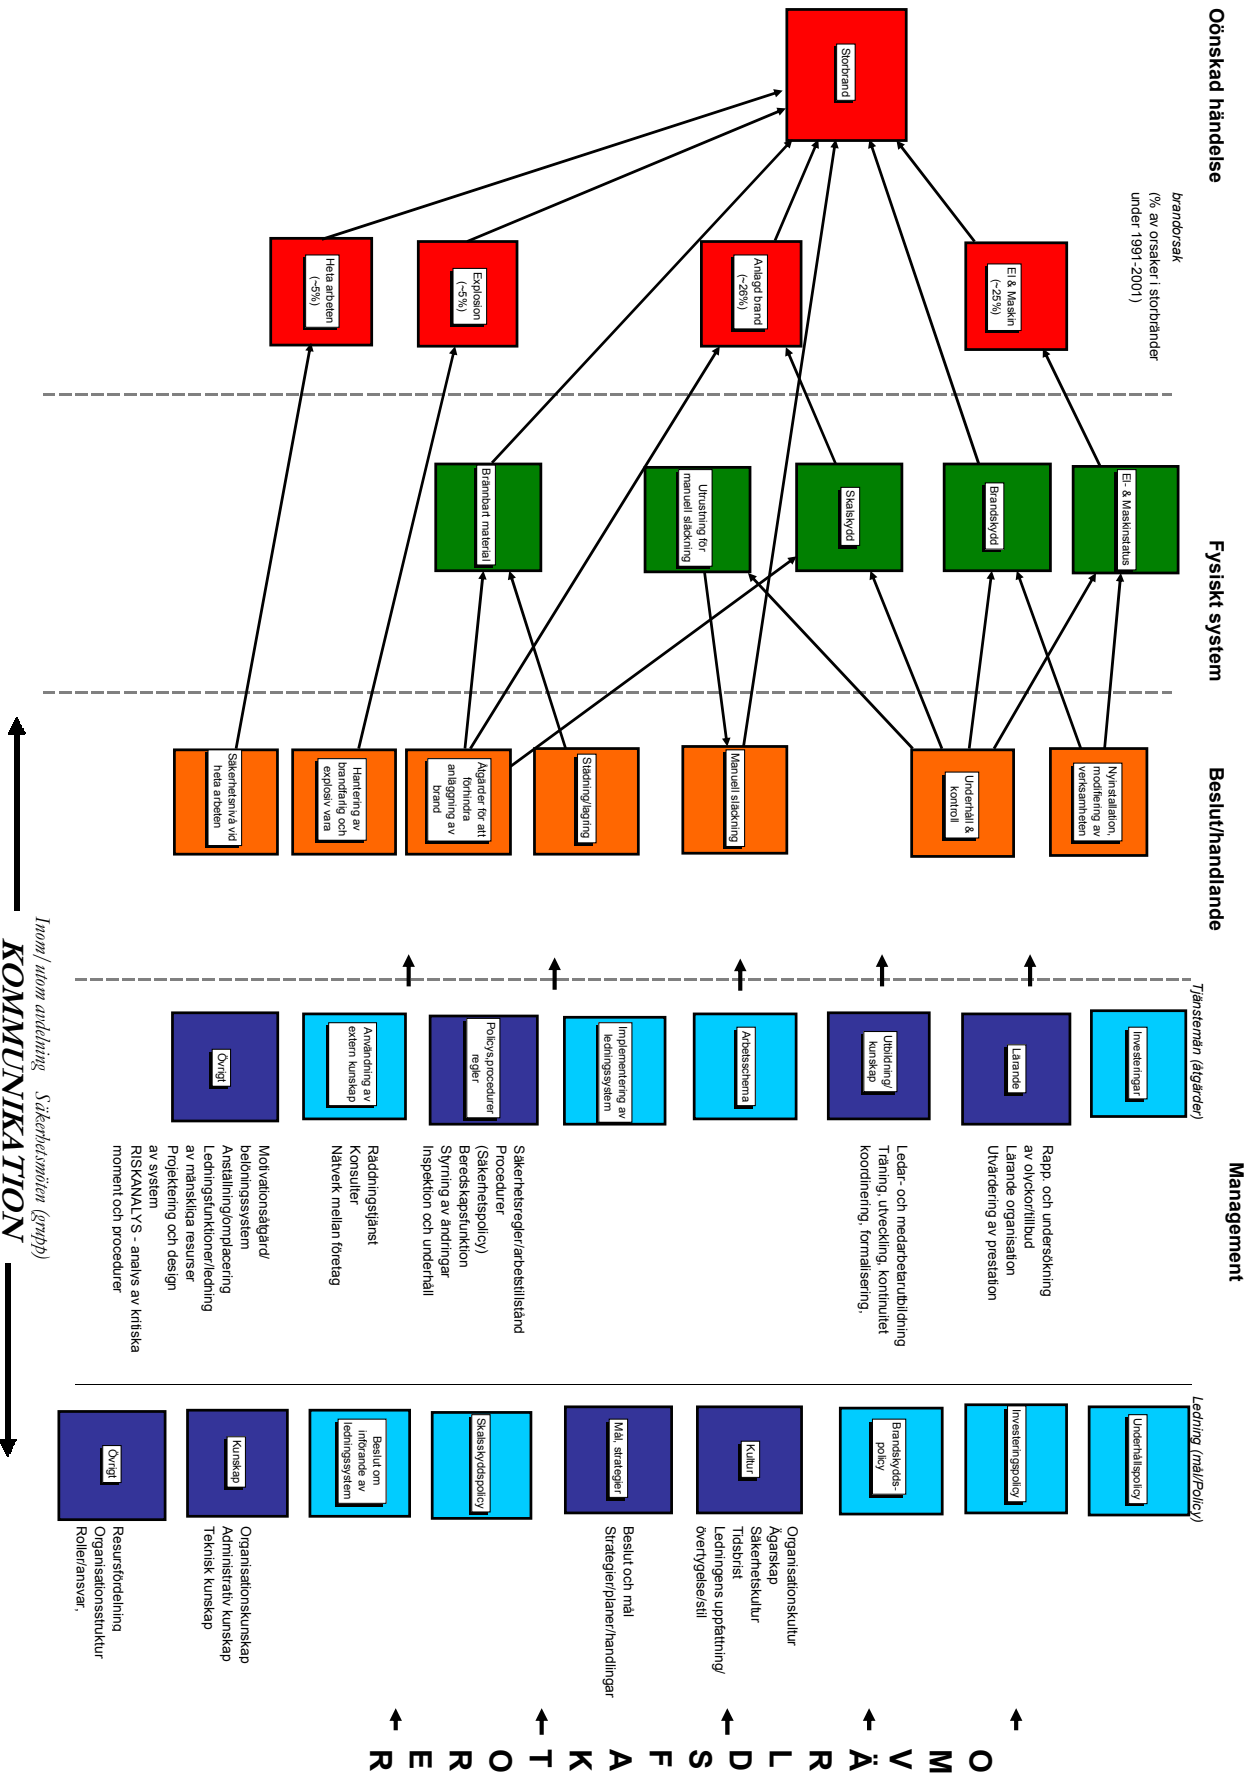 Oönskad händelse
Fysiskt system
Beslut/handlande
Management
brandorsak
(% av orsaker i storbränder
under 1991-2001)
Storbrand
El & Maskin
(~25%)
Anlagd brand
(~26%)
Explosion
(~5%)
Heta arbeten
(~5%)
El- & Maskinstatus
Brandskydd
Skalskydd
Utrustning för
manuell släckning
Brännbart material
Nyinstallation,
modifiering av
verksamheten
Underhåll &
kontroll
Manuell släckning
Städning/lagring
Åtgärder för att
förhindra
anläggning av
brand
Hantering av
brandfarlig och
explosiv vara
Säkerhetsnivå vid
heta arbeten
Tjänstemän (åtgärder)
Investeringar
Lärande
Rapp. och undersökning
av olyckor/tillbud
Lärande organisation
Utvärdering av prestation
Utbildning/
kunskap
Ledar- och medarbetarutbildning
Träning, utveckling, kontinuitet
koordinering, formalisering,
Arbetsschema
Implementering av
ledningssystem
Policys,procedurer
regler
Säkerhetsregler/arbetstillstånd
Procedurer
(Säkerhetspolicy)
Beredskapsfunktion
Styrning av ändringar
Inspektion och underhåll
Användning av
extern kunskap
Räddningstjänst
Konsulter
Nätverk mellan företag
Övrigt
Motivationsåtgärd/
belöningssystem
Anställning/omplacering
Ledningsfunktioner/ledning
av mänskliga resurser
Projektering och design
av system
RISKANALYS - analys av kritiska
moment och procedurer
Ledning (mål/Policy)
Underhållspolicy
Investeringspolicy
Brandskydds-
policy
Kultur
Organisationskultur
Ägarskap
Säkerhetskultur
Tidsbrist
Ledningens uppfattning/
övertygelse/stil
Mål, strategier
Beslut och mål
Strategier/planer/handlingar
Skalsskyddspolicy
Beslut om
införande av
ledningssystem
Kunskap
Organisationskunskap
Administrativ kunskap
Teknisk kunskap
Övrigt
Resursfördelning
Organisationsstruktur
Roller/ansvar,
O M V Ä R L D S F A K T O R E R
Inom/utom avdelning Säkerhetsmöten (grupp)
KOMMUNIKATION